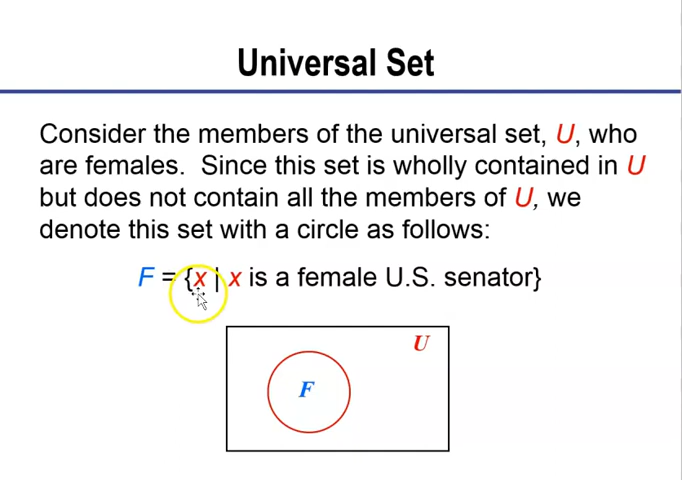 Universal Set
Consider the members of the universal set, U, who
are females. Since this set is wholly contained in U
but does not contain all the members of U, we
denote this set with a circle as follows:
F = {x | x is a female U.S. senator}
U
F